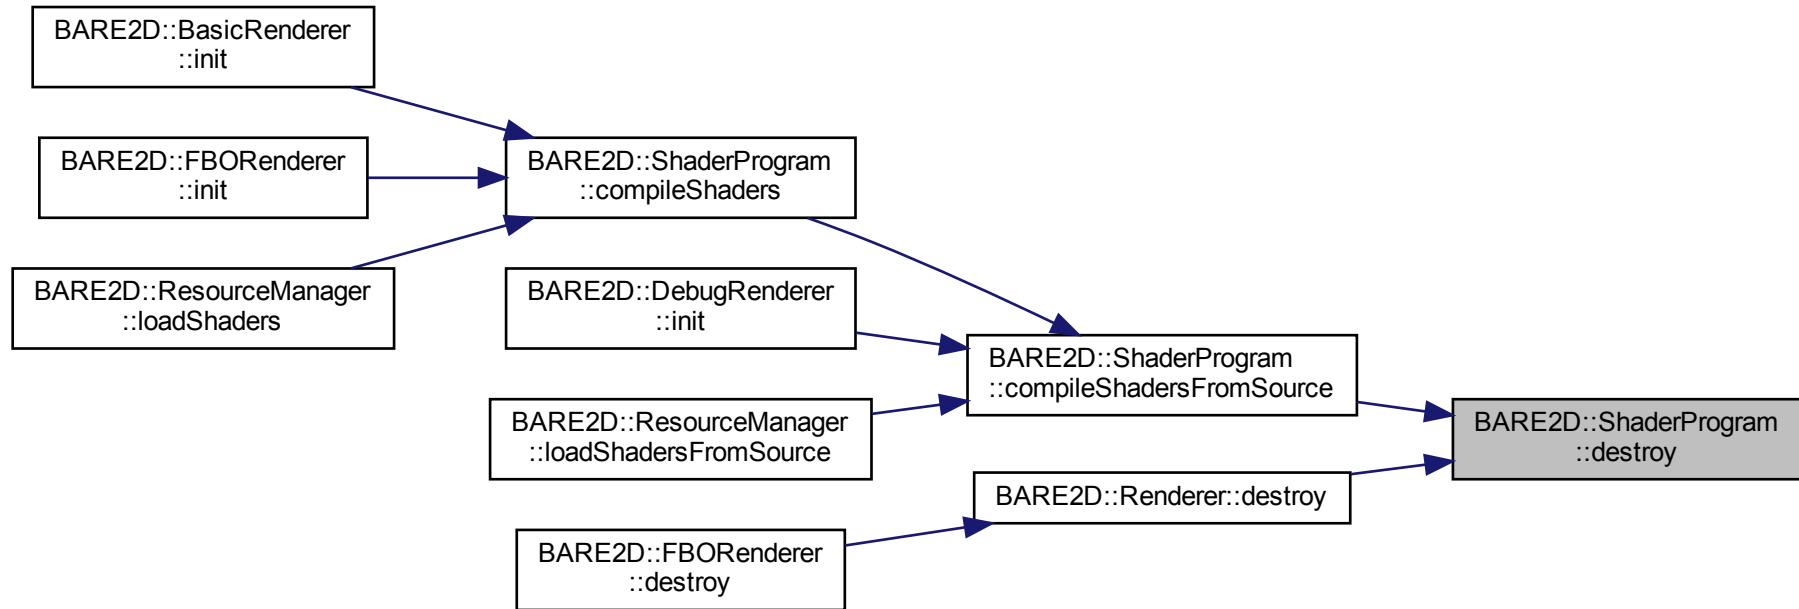 BARE2D::BasicRenderer
::init
BARE2D::FBORenderer
::init
BARE2D::ResourceManager
::loadShaders
BARE2D::ShaderProgram
::compileShaders
BARE2D::DebugRenderer
::init
BARE2D::ResourceManager
::loadShadersFromSource
BARE2D::FBORenderer
::destroy
BARE2D::ShaderProgram
::compileShadersFromSource
BARE2D::Renderer::destroy
BARE2D::ShaderProgram
::destroy